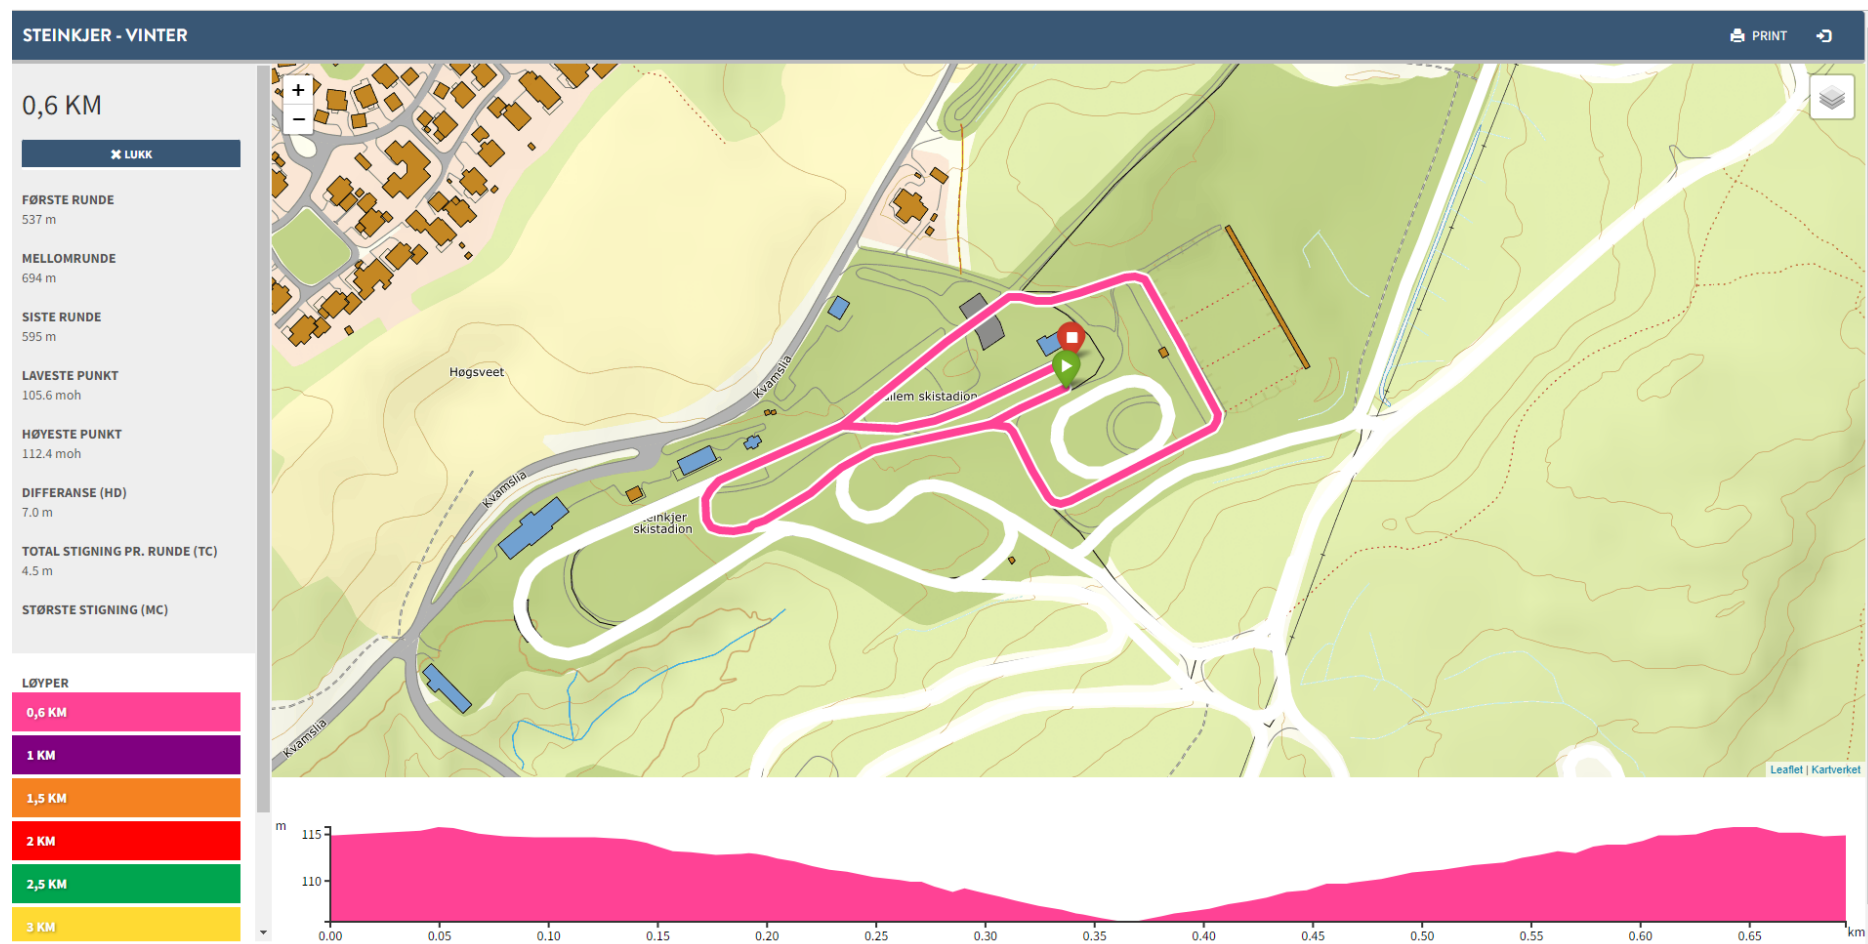 STEINKJER - VINTER
PRINT
0,6 KM
LUKK
FØRSTE RUNDE
537 m
MELLOMRUNDE
694 m
SISTE RUNDE
595 m
LAVESTE PUNKT
105.6 moh
HØYESTE PUNKT
112.4 moh
DIFFERANSE (HD)
7.0 m
TOTAL STIGNING PR. RUNDE (TC)
4.5 m
STØRSTE STIGNING (MC)
LØYPER
0,6 KM
1 KM
1,5 KM
2 KM
2,5 KM
3 KM
+
−
Høgsveet
Kvamslia
skistadion
Kvamslia
skistadion
Kvamslia
Leaflet | Kartverket
m
115
110
0.00 0.05 0.10 0.15 0.20 0.25 0.30 0.35 0.40 0.45 0.50 0.55 0.60 0.65 km